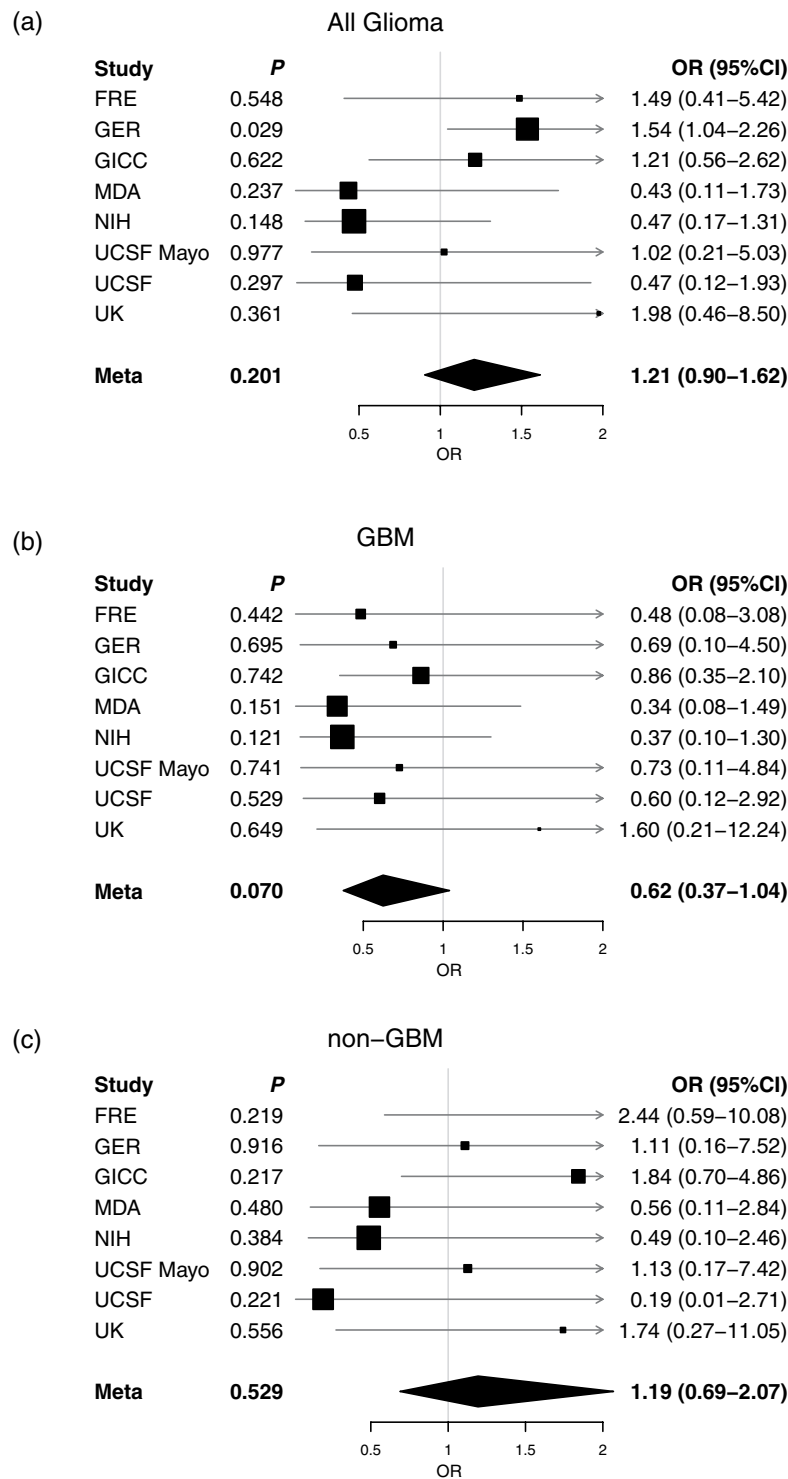 (a) All Glioma
Study P OR (95%CI)
FRE 0.548 1.49 (0.41−5.42)
GER 0.029 1.54 (1.04−2.26)
GICC 0.622 1.21 (0.56−2.62)
MDA 0.237 0.43 (0.11−1.73)
NIH 0.148 0.47 (0.17−1.31)
UCSF Mayo 0.977 1.02 (0.21−5.03)
UCSF 0.297 0.47 (0.12−1.93)
UK 0.361 1.98 (0.46−8.50)
Meta 0.201 1.21 (0.90−1.62)
0.5 1 1.5 2
OR
(b) GBM
Study P OR (95%CI)
FRE 0.442 0.48 (0.08−3.08)
GER 0.695 0.69 (0.10−4.50)
GICC 0.742 0.86 (0.35−2.10)
MDA 0.151 0.34 (0.08−1.49)
NIH 0.121 0.37 (0.10−1.30)
UCSF Mayo 0.741 0.73 (0.11−4.84)
UCSF 0.529 0.60 (0.12−2.92)
UK 0.649 1.60 (0.21−12.24)
Meta 0.070 0.62 (0.37−1.04)
0.5 1 1.5 2
OR
(c) non−GBM
Study P OR (95%CI)
FRE 0.219 2.44 (0.59−10.08)
GER 0.916 1.11 (0.16−7.52)
GICC 0.217 1.84 (0.70−4.86)
MDA 0.480 0.56 (0.11−2.84)
NIH 0.384 0.49 (0.10−2.46)
UCSF Mayo 0.902 1.13 (0.17−7.42)
UCSF 0.221 0.19 (0.01−2.71)
UK 0.556 1.74 (0.27−11.05)
Meta 0.529 1.19 (0.69−2.07)
0.5 1 1.5 2
OR